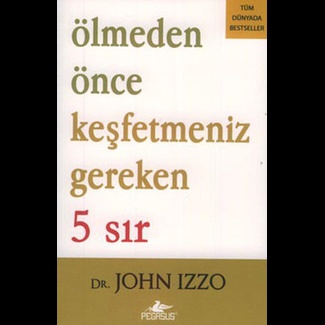 TÜM
DÜNYADA
BESTSELLER
ölmeden
önce
keşfetmeniz
gereken
5 sır
DR. JOHN IZZO
PEGASUS